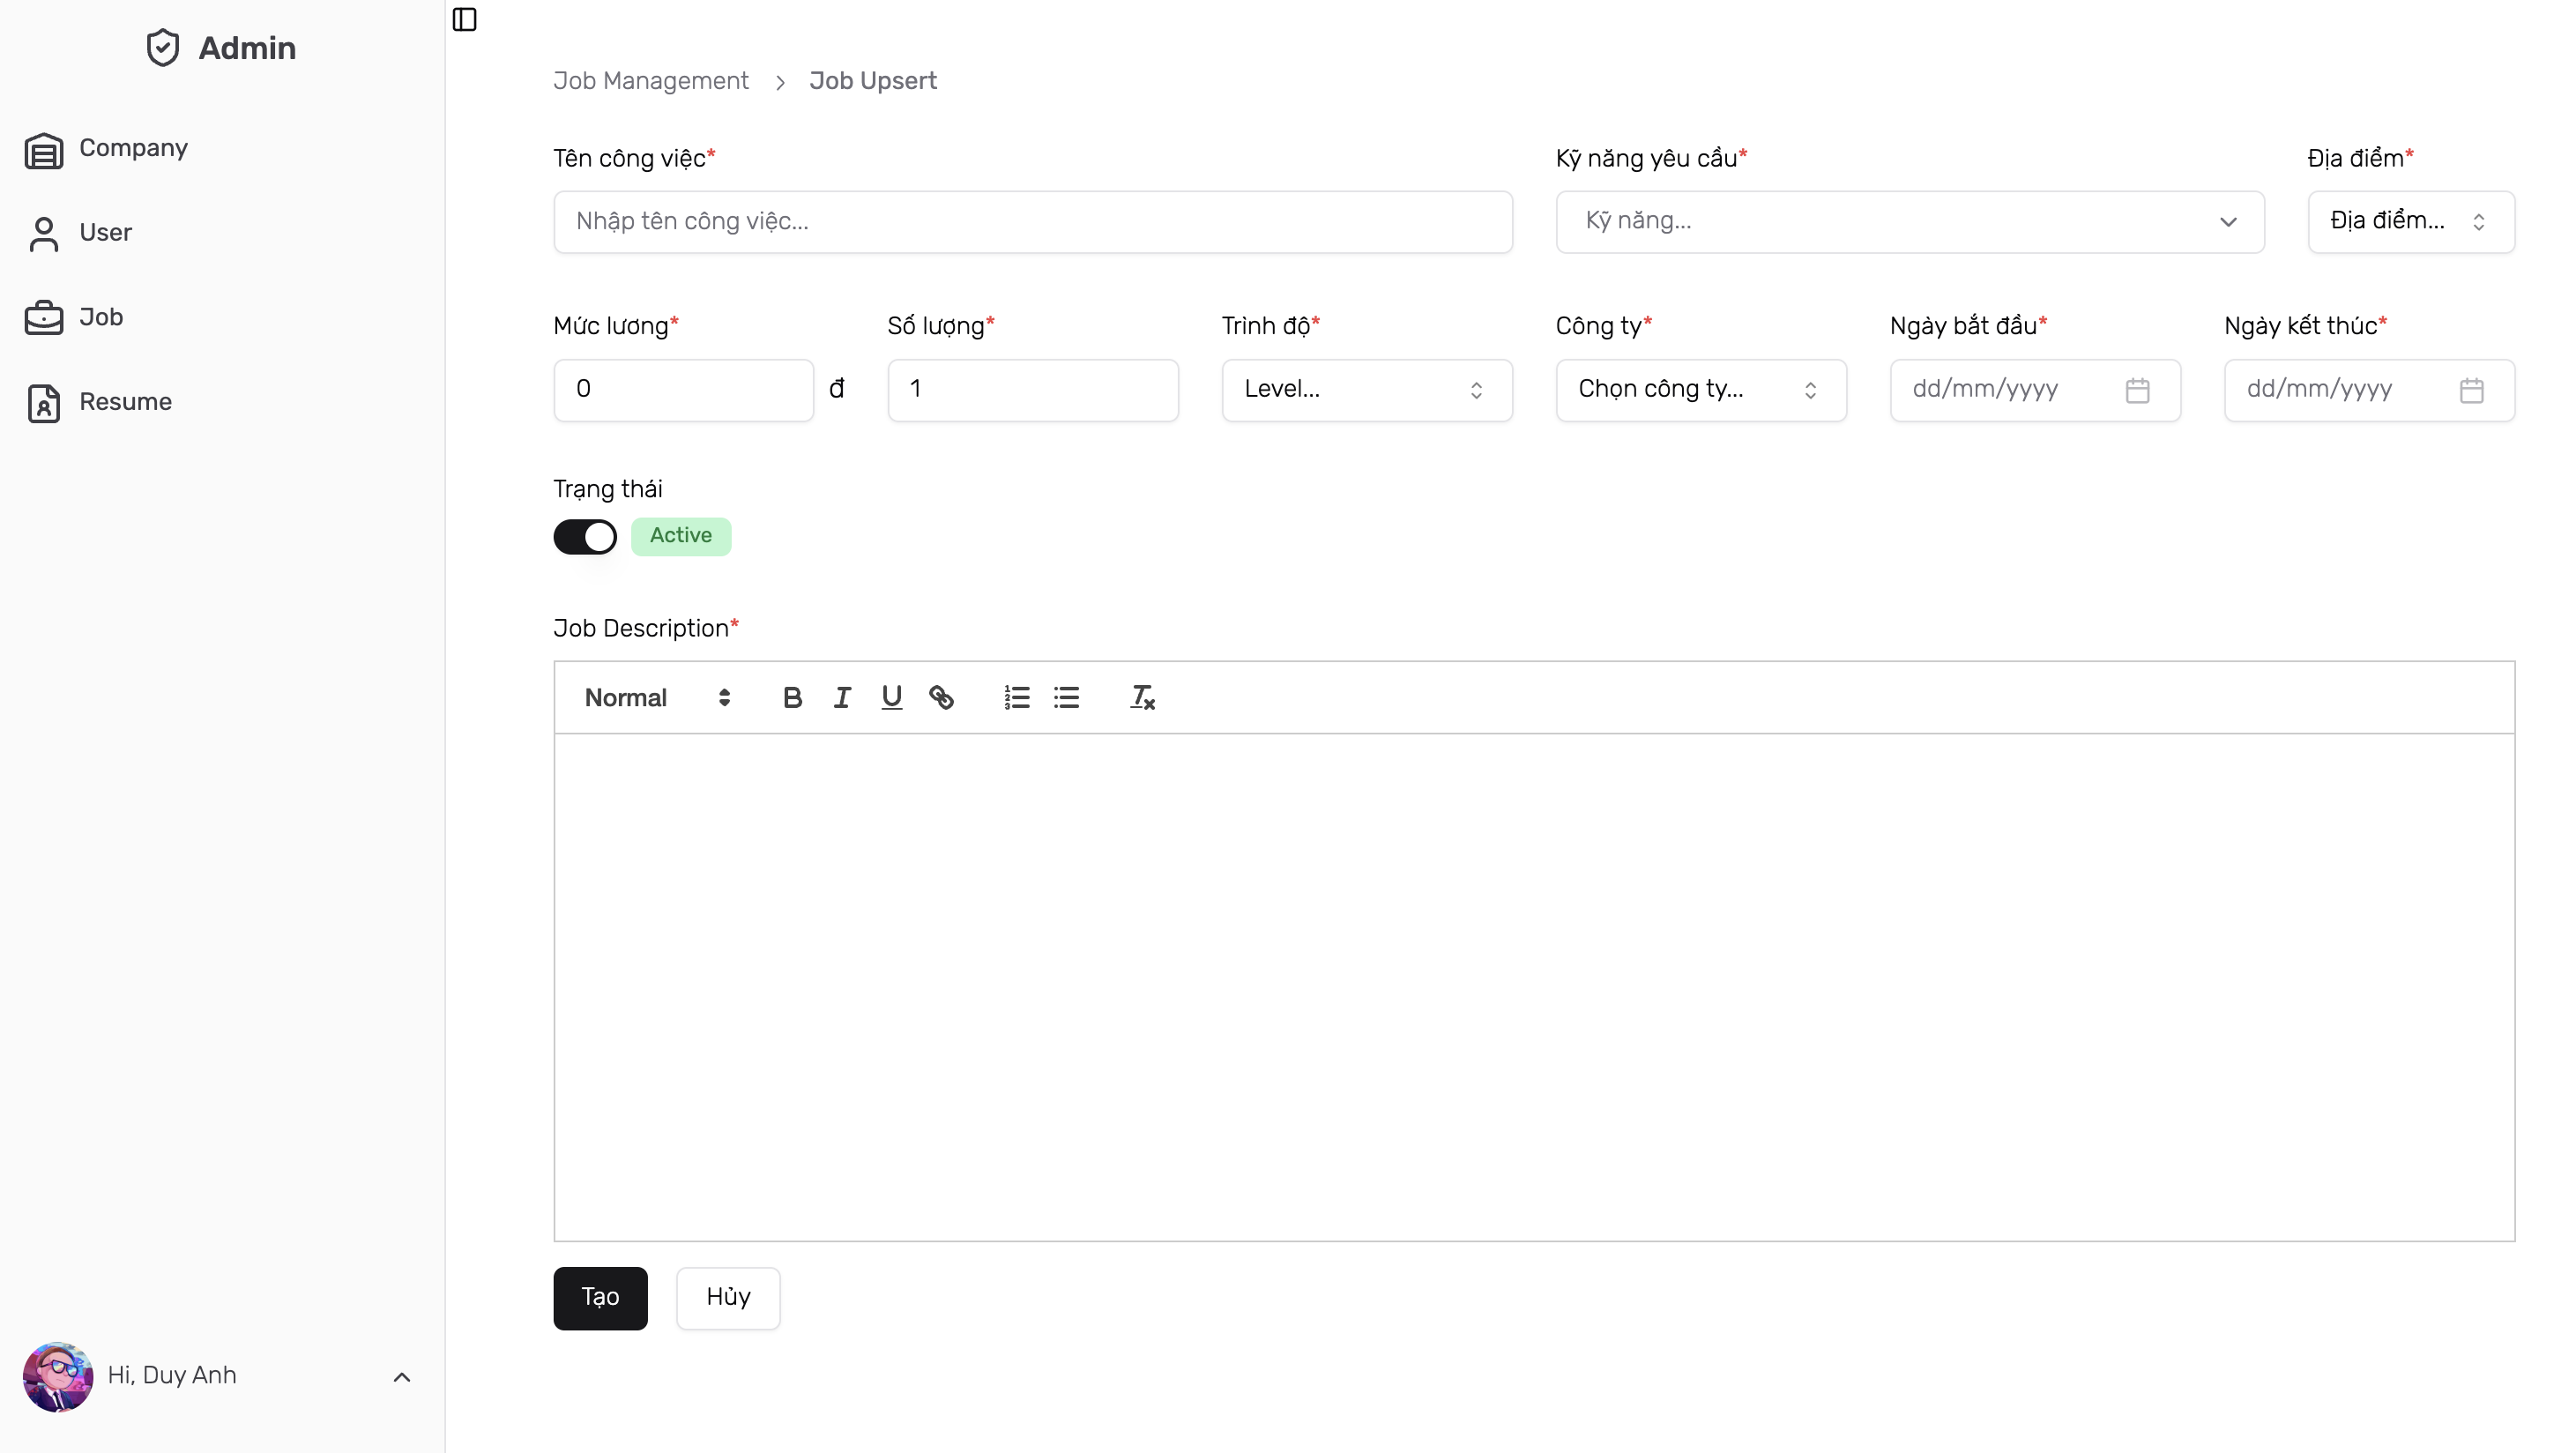 Admin
Company
User
Job
Resume
Hi, Duy Anh
Job Management > Job Upsert
Tên công việc* Kỹ năng yêu cầu* Địa điểm*
Nhập tên công việc... Kỹ năng... Địa điểm...
Mức lương* Số lượng* Trình độ* Công ty* Ngày bắt đầu* Ngày kết thúc*
0 đ 1 Level... Chọn công ty... dd/mm/yyyy dd/mm/yyyy
Trạng thái
Active
Job Description*
Normal
Tạo Hủy